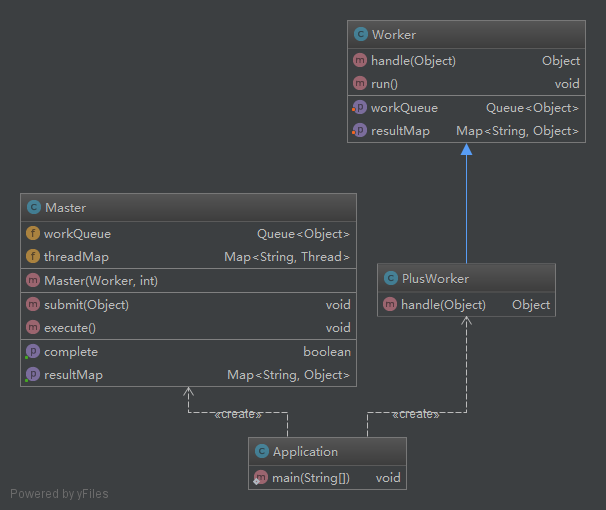 Worker
handle(Object) Object
run() void
workQueue Queue<Object>
resultMap Map<String, Object>
Master
workQueue Queue<Object>
threadMap Map<String, Thread>
Master(Worker, int)
submit(Object) void
execute() void
complete boolean
resultMap Map<String, Object>
PlusWorker
handle(Object) Object
«create»
«create»
Application
main(String[]) void
Powered by yFiles